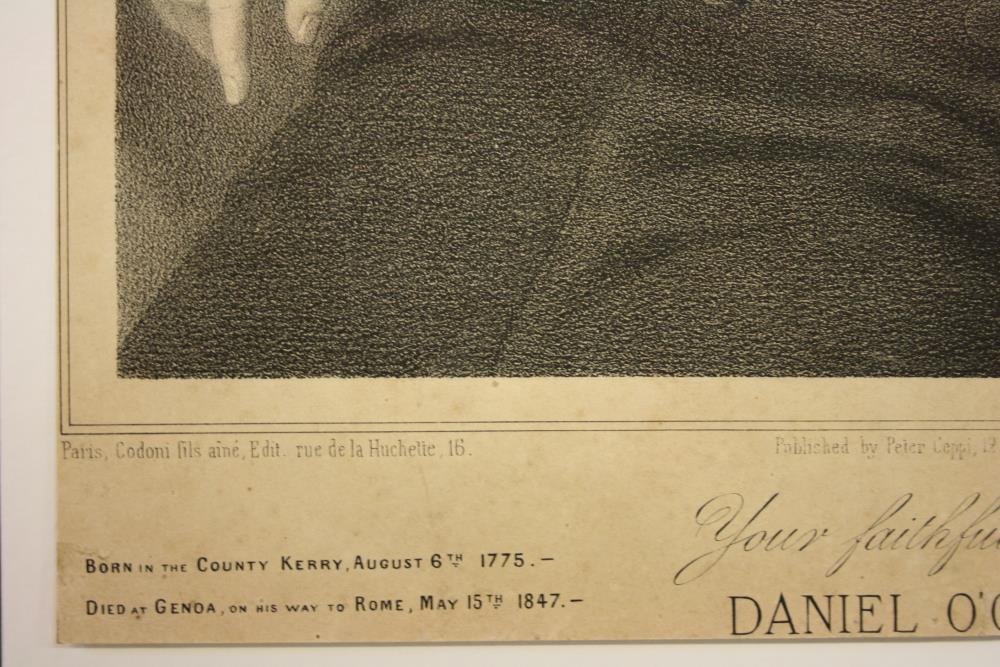 Paris, Codoni fils aîné, Edit. rue de la Huchette, 16.
Published by Peter Ceppi, 12
Your faithfu
BORN IN THE COUNTY KERRY, AUGUST 6TH 1775.–
DIED AT GENOA, ON HIS WAY TO ROME, MAY 15TH 1847.–
DANIEL O'C